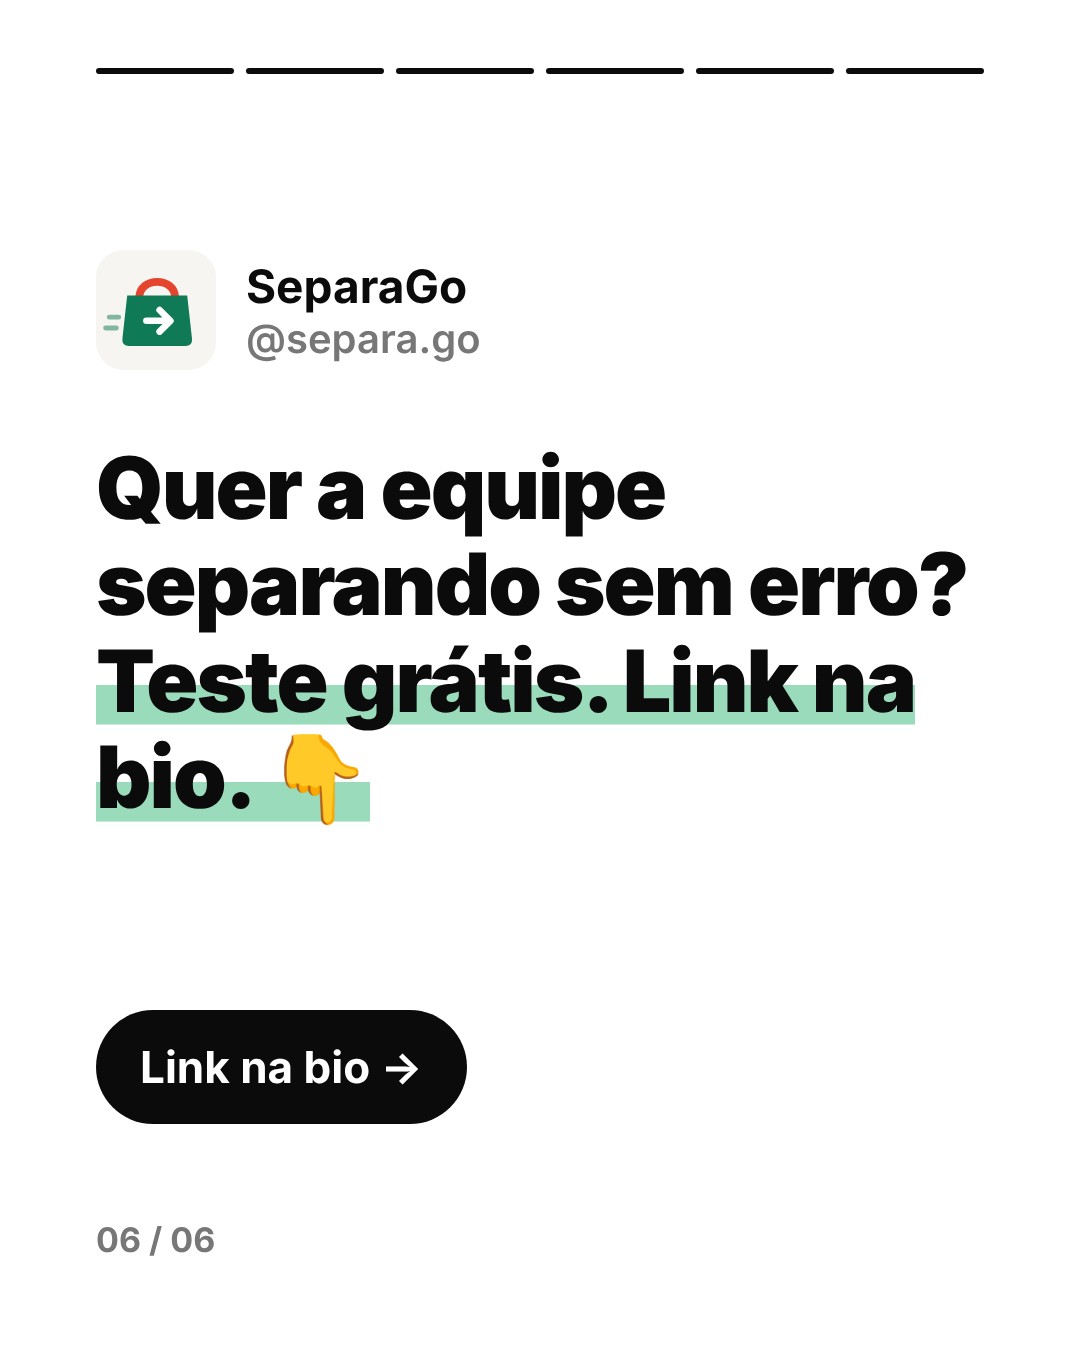 SeparaGo
@separa.go
Quer a equipe
separando sem erro?
Teste grátis. Link na
bio. 👇
Link na bio →
06 / 06